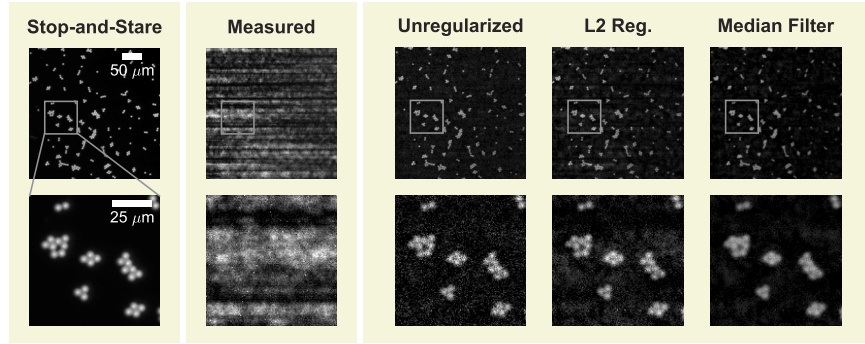 Stop-and-Stare
Measured
Unregularized
L2 Reg.
Median Filter
50 μm
25 μm